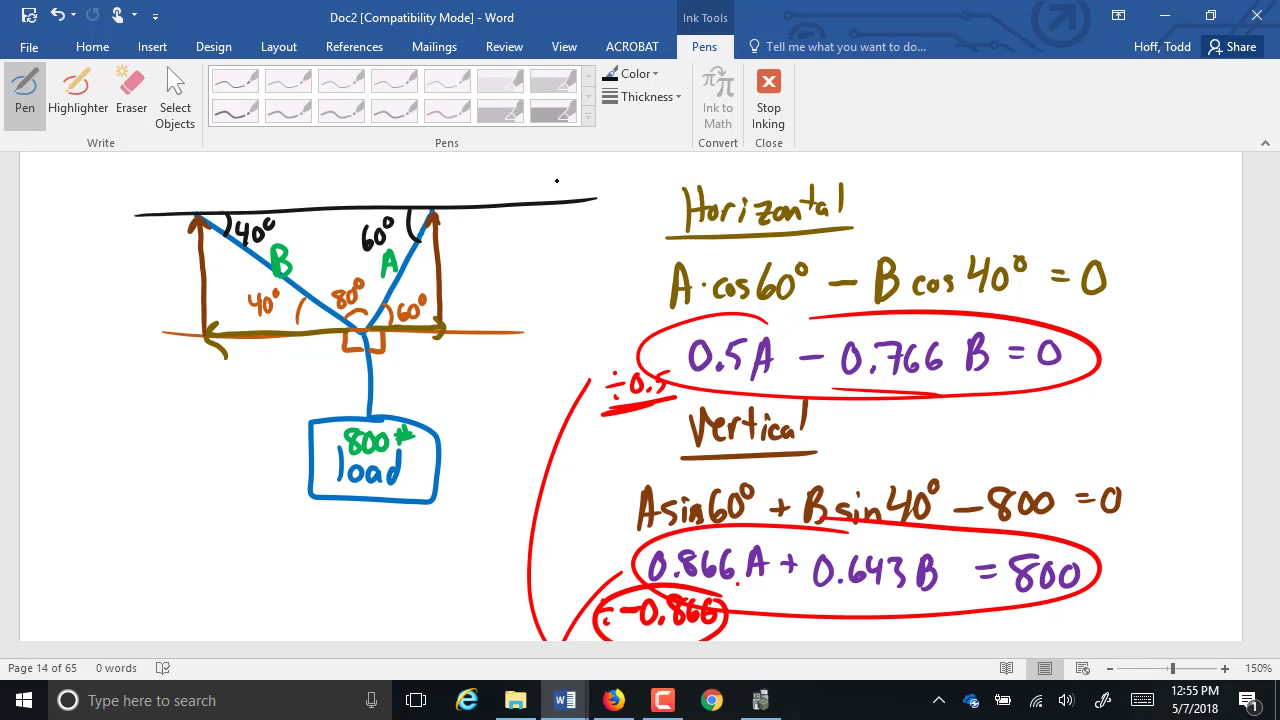 Doc2 [Compatibility Mode] - Word
Ink Tools
File Home Insert Design Layout References Mailings Review View ACROBAT Pens Tell me what you want to do... Hoff, Todd Share
Pen Highlighter Eraser Select Objects
Color
Thickness
Ink to Math
Stop Inking
Write Pens Convert Close
40°
60°
B
A
40°
80°
60°
800#
load
Horizontal
A·cos60° - B cos40° = 0
0.5A - 0.766 B = 0
÷0.5
Vertical
Asin60° + Bsin40° - 800 = 0
0.866A + 0.643B = 800
÷-0.866
Page 14 of 65 0 words
150%
Type here to search
12:55 PM
5/7/2018
1